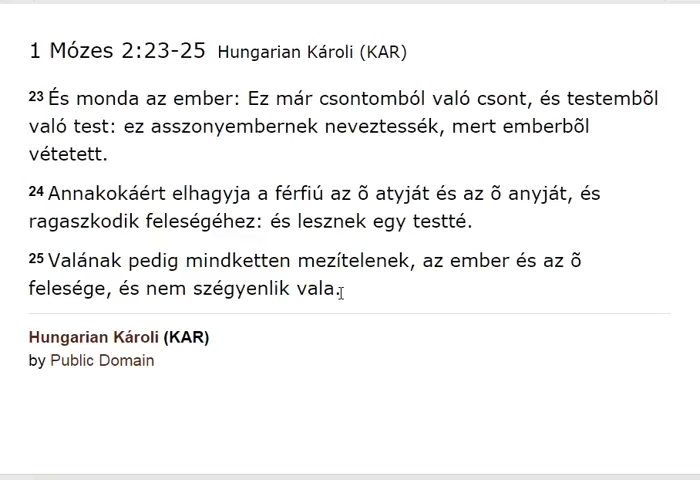 1 Mózes 2:23-25 Hungarian Károli (KAR)
23 És monda az ember: Ez már csontomból való csont, és testembõl
való test: ez asszonyembernek neveztessék, mert emberbõl
vétetett.
24 Annakokáért elhagyja a férfiú az õ atyját és az õ anyját, és
ragaszkodik feleségéhez: és lesznek egy testté.
25 Valának pedig mindketten mezítelenek, az ember és az õ
felesége, és nem szégyenlik vala.
Hungarian Károli (KAR)
by Public Domain